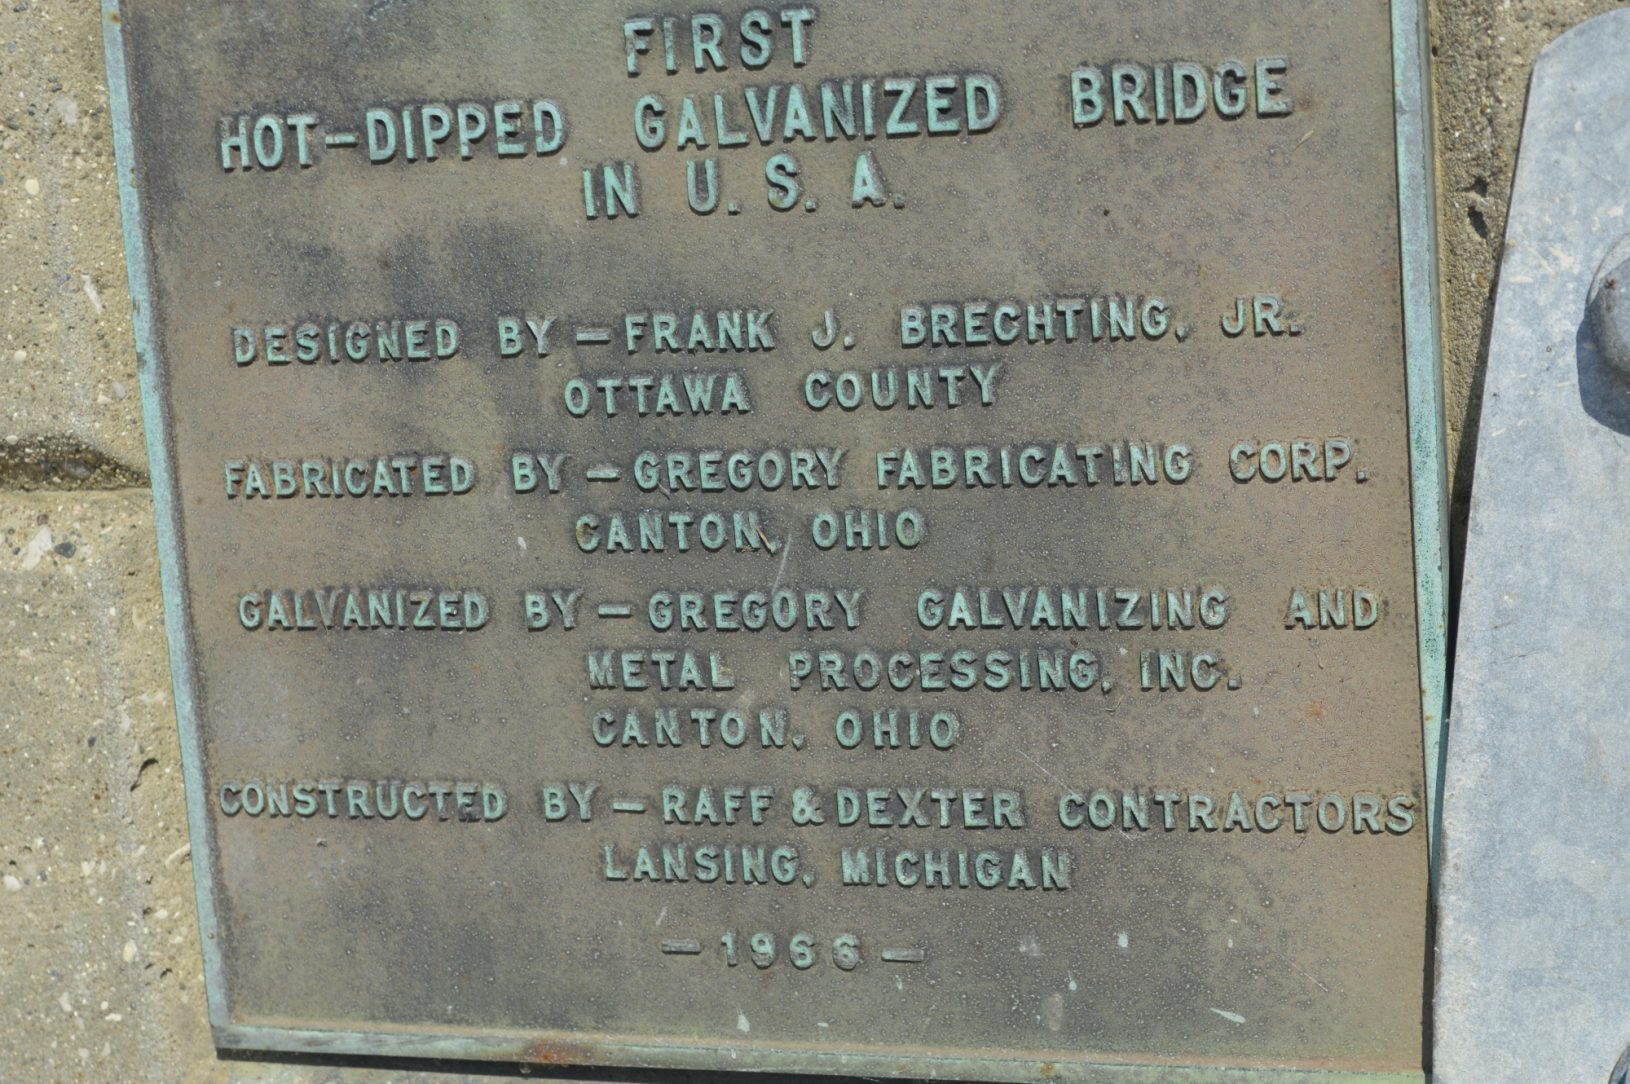 FIRST
HOT-DIPPED GALVANIZED BRIDGE
IN U. S. A.
DESIGNED BY — FRANK J. BRECHTING, JR.
OTTAWA COUNTY
FABRICATED BY — GREGORY FABRICATING CORP.
CANTON, OHIO
GALVANIZED BY — GREGORY GALVANIZING AND
METAL PROCESSING, INC.
CANTON, OHIO
CONSTRUCTED BY — RAFF & DEXTER CONTRACTORS
LANSING, MICHIGAN
— 1966 —